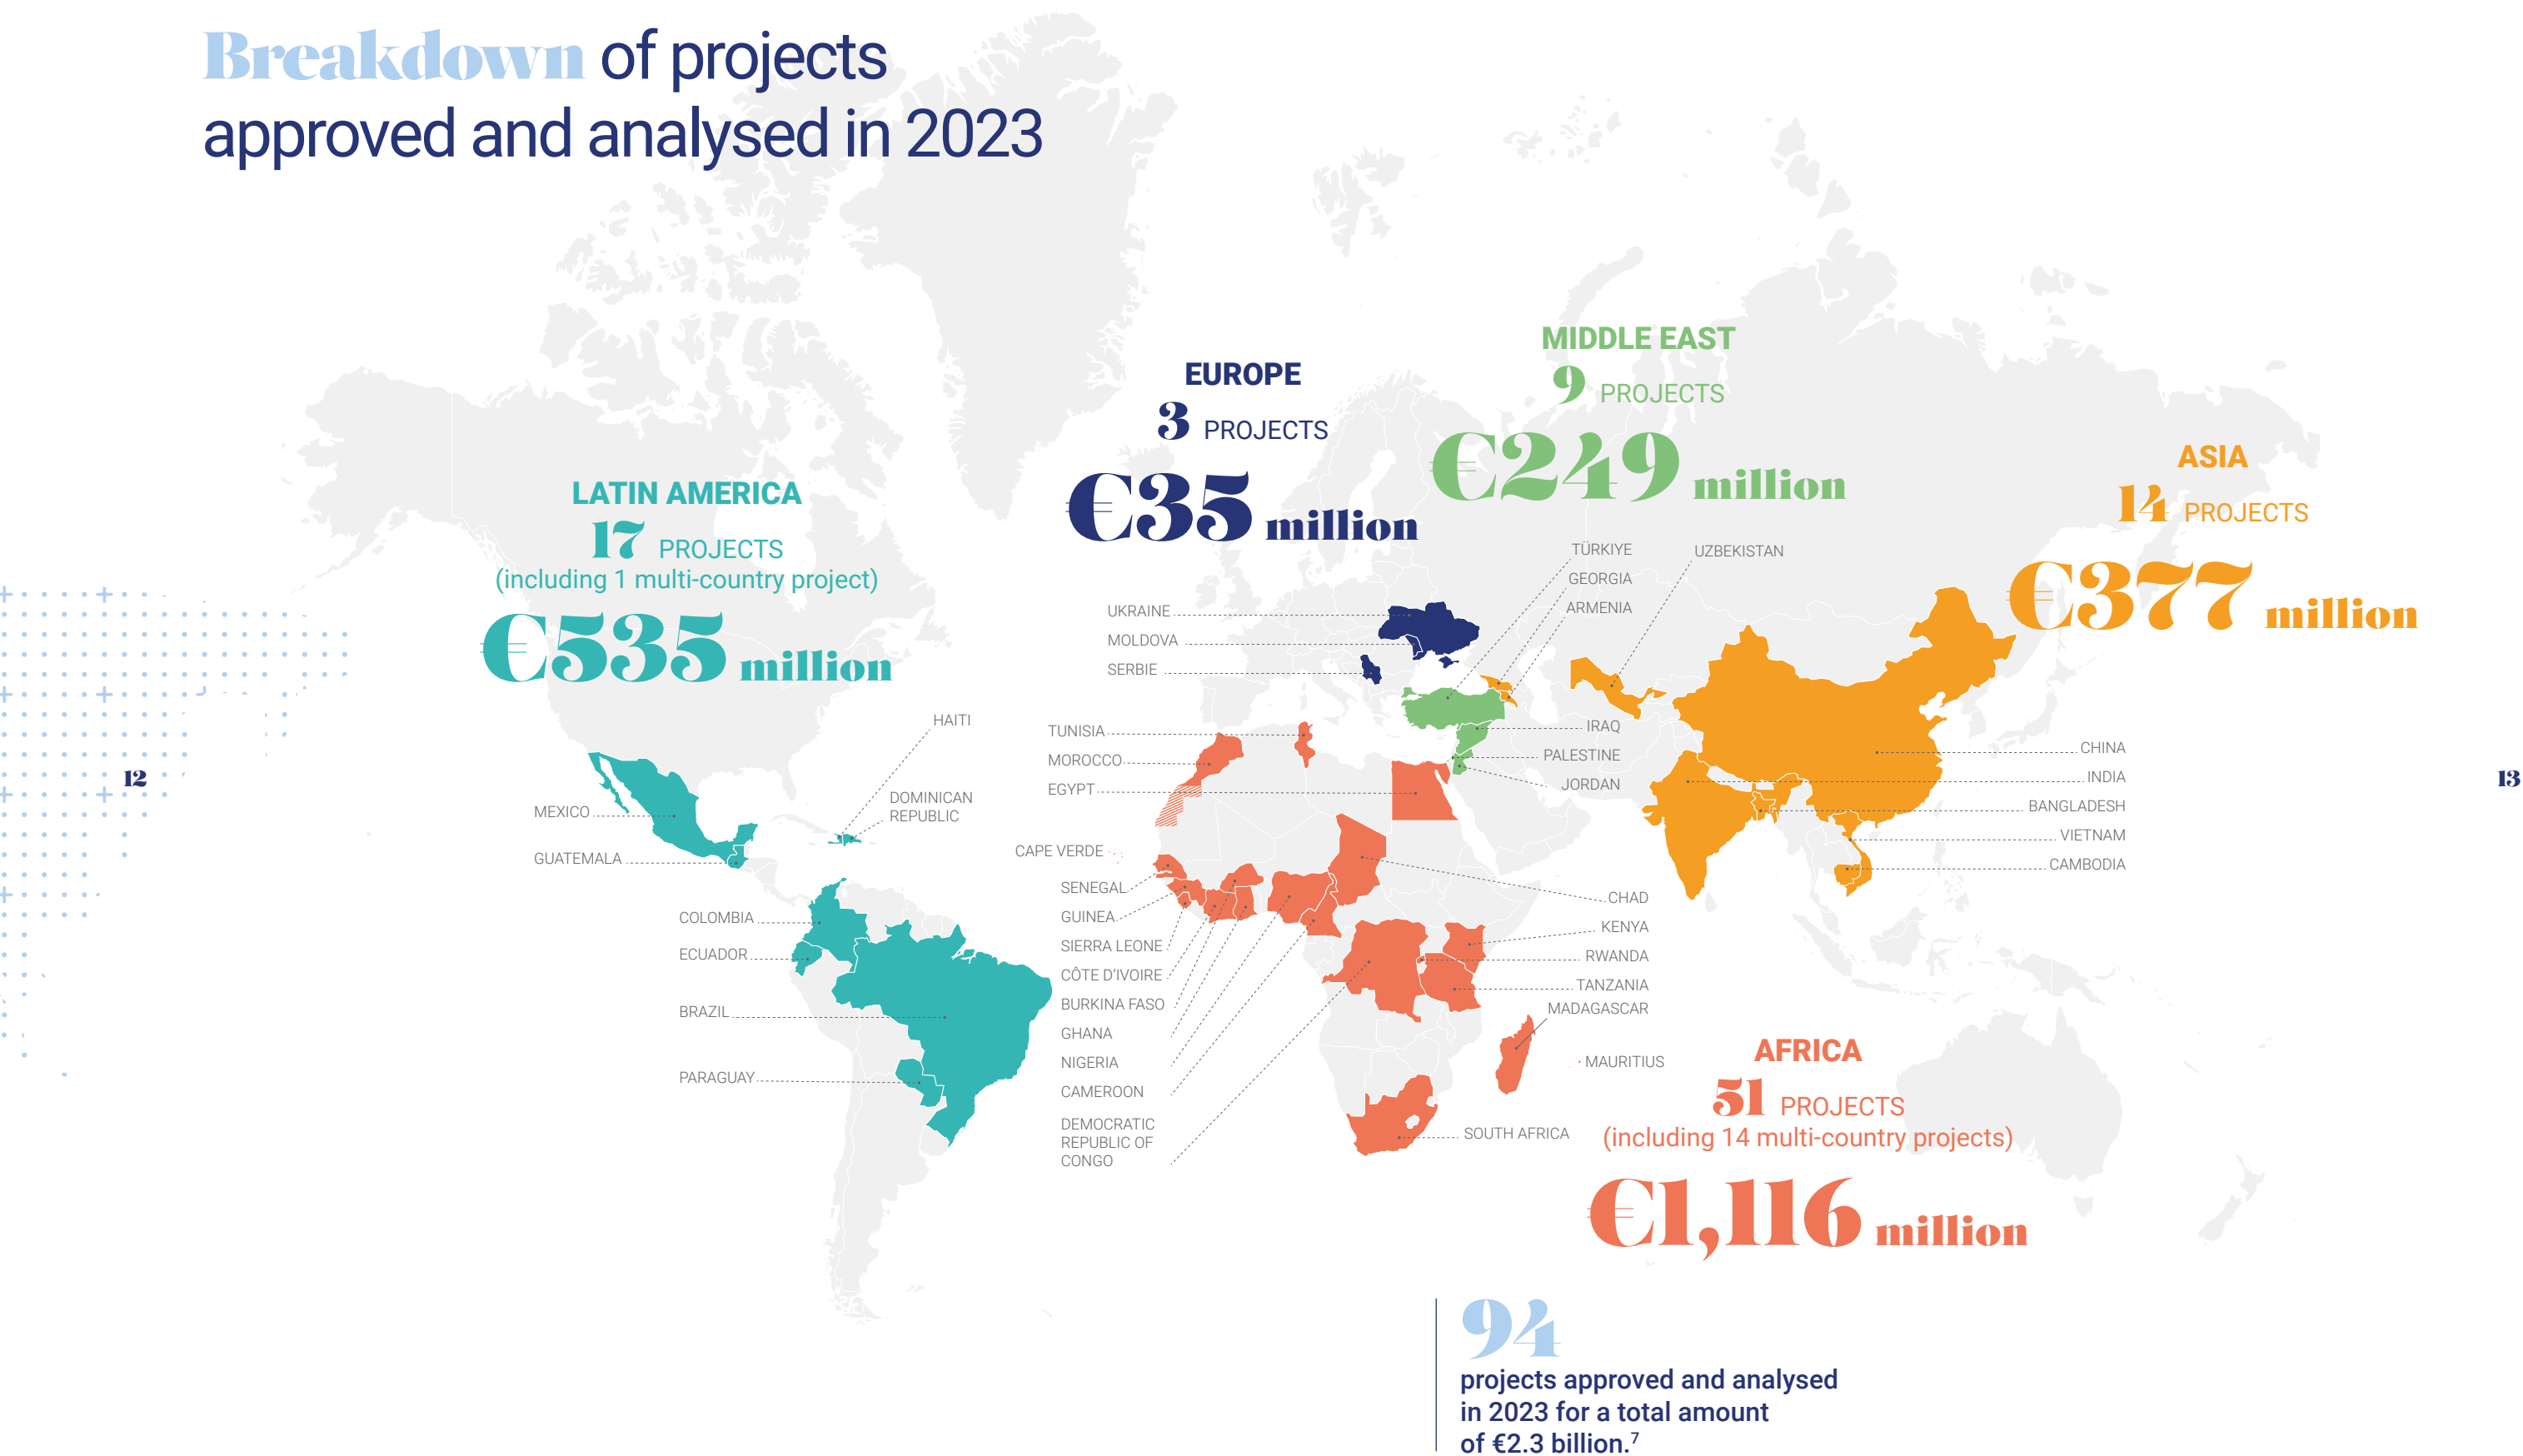 Breakdown of projects
approved and analysed in 2023
LATIN AMERICA
17 PROJECTS
(including 1 multi-country project)
€535 million
EUROPE
3 PROJECTS
€35 million
MIDDLE EAST
9 PROJECTS
€249 million
ASIA
14 PROJECTS
€377 million
TÜRKIYE
GEORGIA
ARMENIA
UZBEKISTAN
UKRAINE
MOLDOVA
SERBIE
HAITI
DOMINICAN
REPUBLIC
MEXICO
GUATEMALA
COLOMBIA
ECUADOR
BRAZIL
PARAGUAY
TUNISIA
MOROCCO
EGYPT
CAPE VERDE
SENEGAL
GUINEA
SIERRA LEONE
CÔTE D'IVOIRE
BURKINA FASO
GHANA
NIGERIA
CAMEROON
DEMOCRATIC
REPUBLIC OF
CONGO
IRAQ
PALESTINE
JORDAN
CHINA
INDIA
BANGLADESH
VIETNAM
CAMBODIA
CHAD
KENYA
RWANDA
TANZANIA
MADAGASCAR
MAURITIUS
SOUTH AFRICA
AFRICA
51 PROJECTS
(including 14 multi-country projects)
€1,116 million
94
projects approved and analysed
in 2023 for a total amount
of €2.3 billion.7
12
13